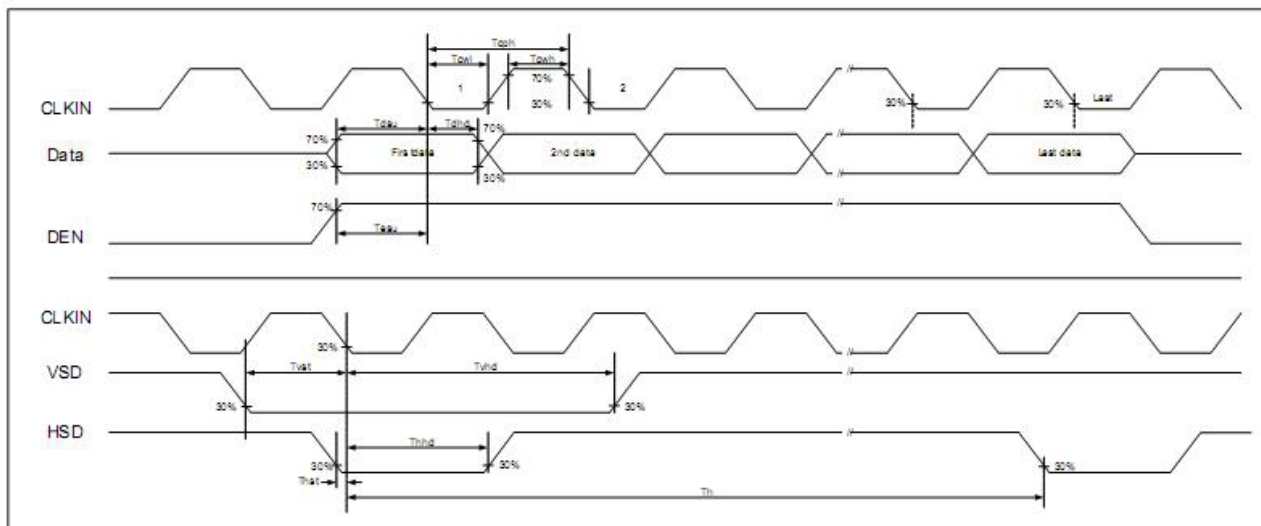 Tcph
Tcwl
Tcwh
70%
1
2
CLKIN
30%
30%
30%
Last
Tdsu
Tdhd
70%
70%
Data
First data
2nd data
Last data
30%
30%
70%
DEN
Tesu
CLKIN
30%
VSD
Tvst
Tvhd
30%
30%
HSD
Thhd
30%
30%
30%
Thst
Th